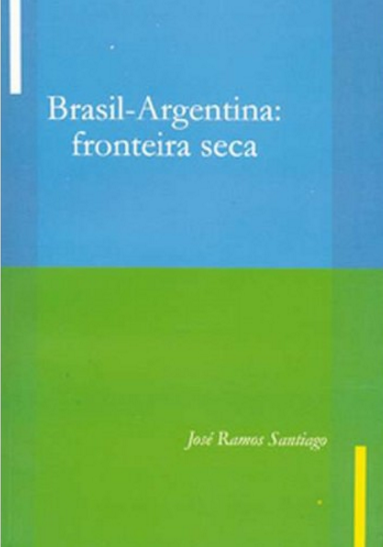 Brasil-Argentina:
fronteira seca
José Ramos Santiago